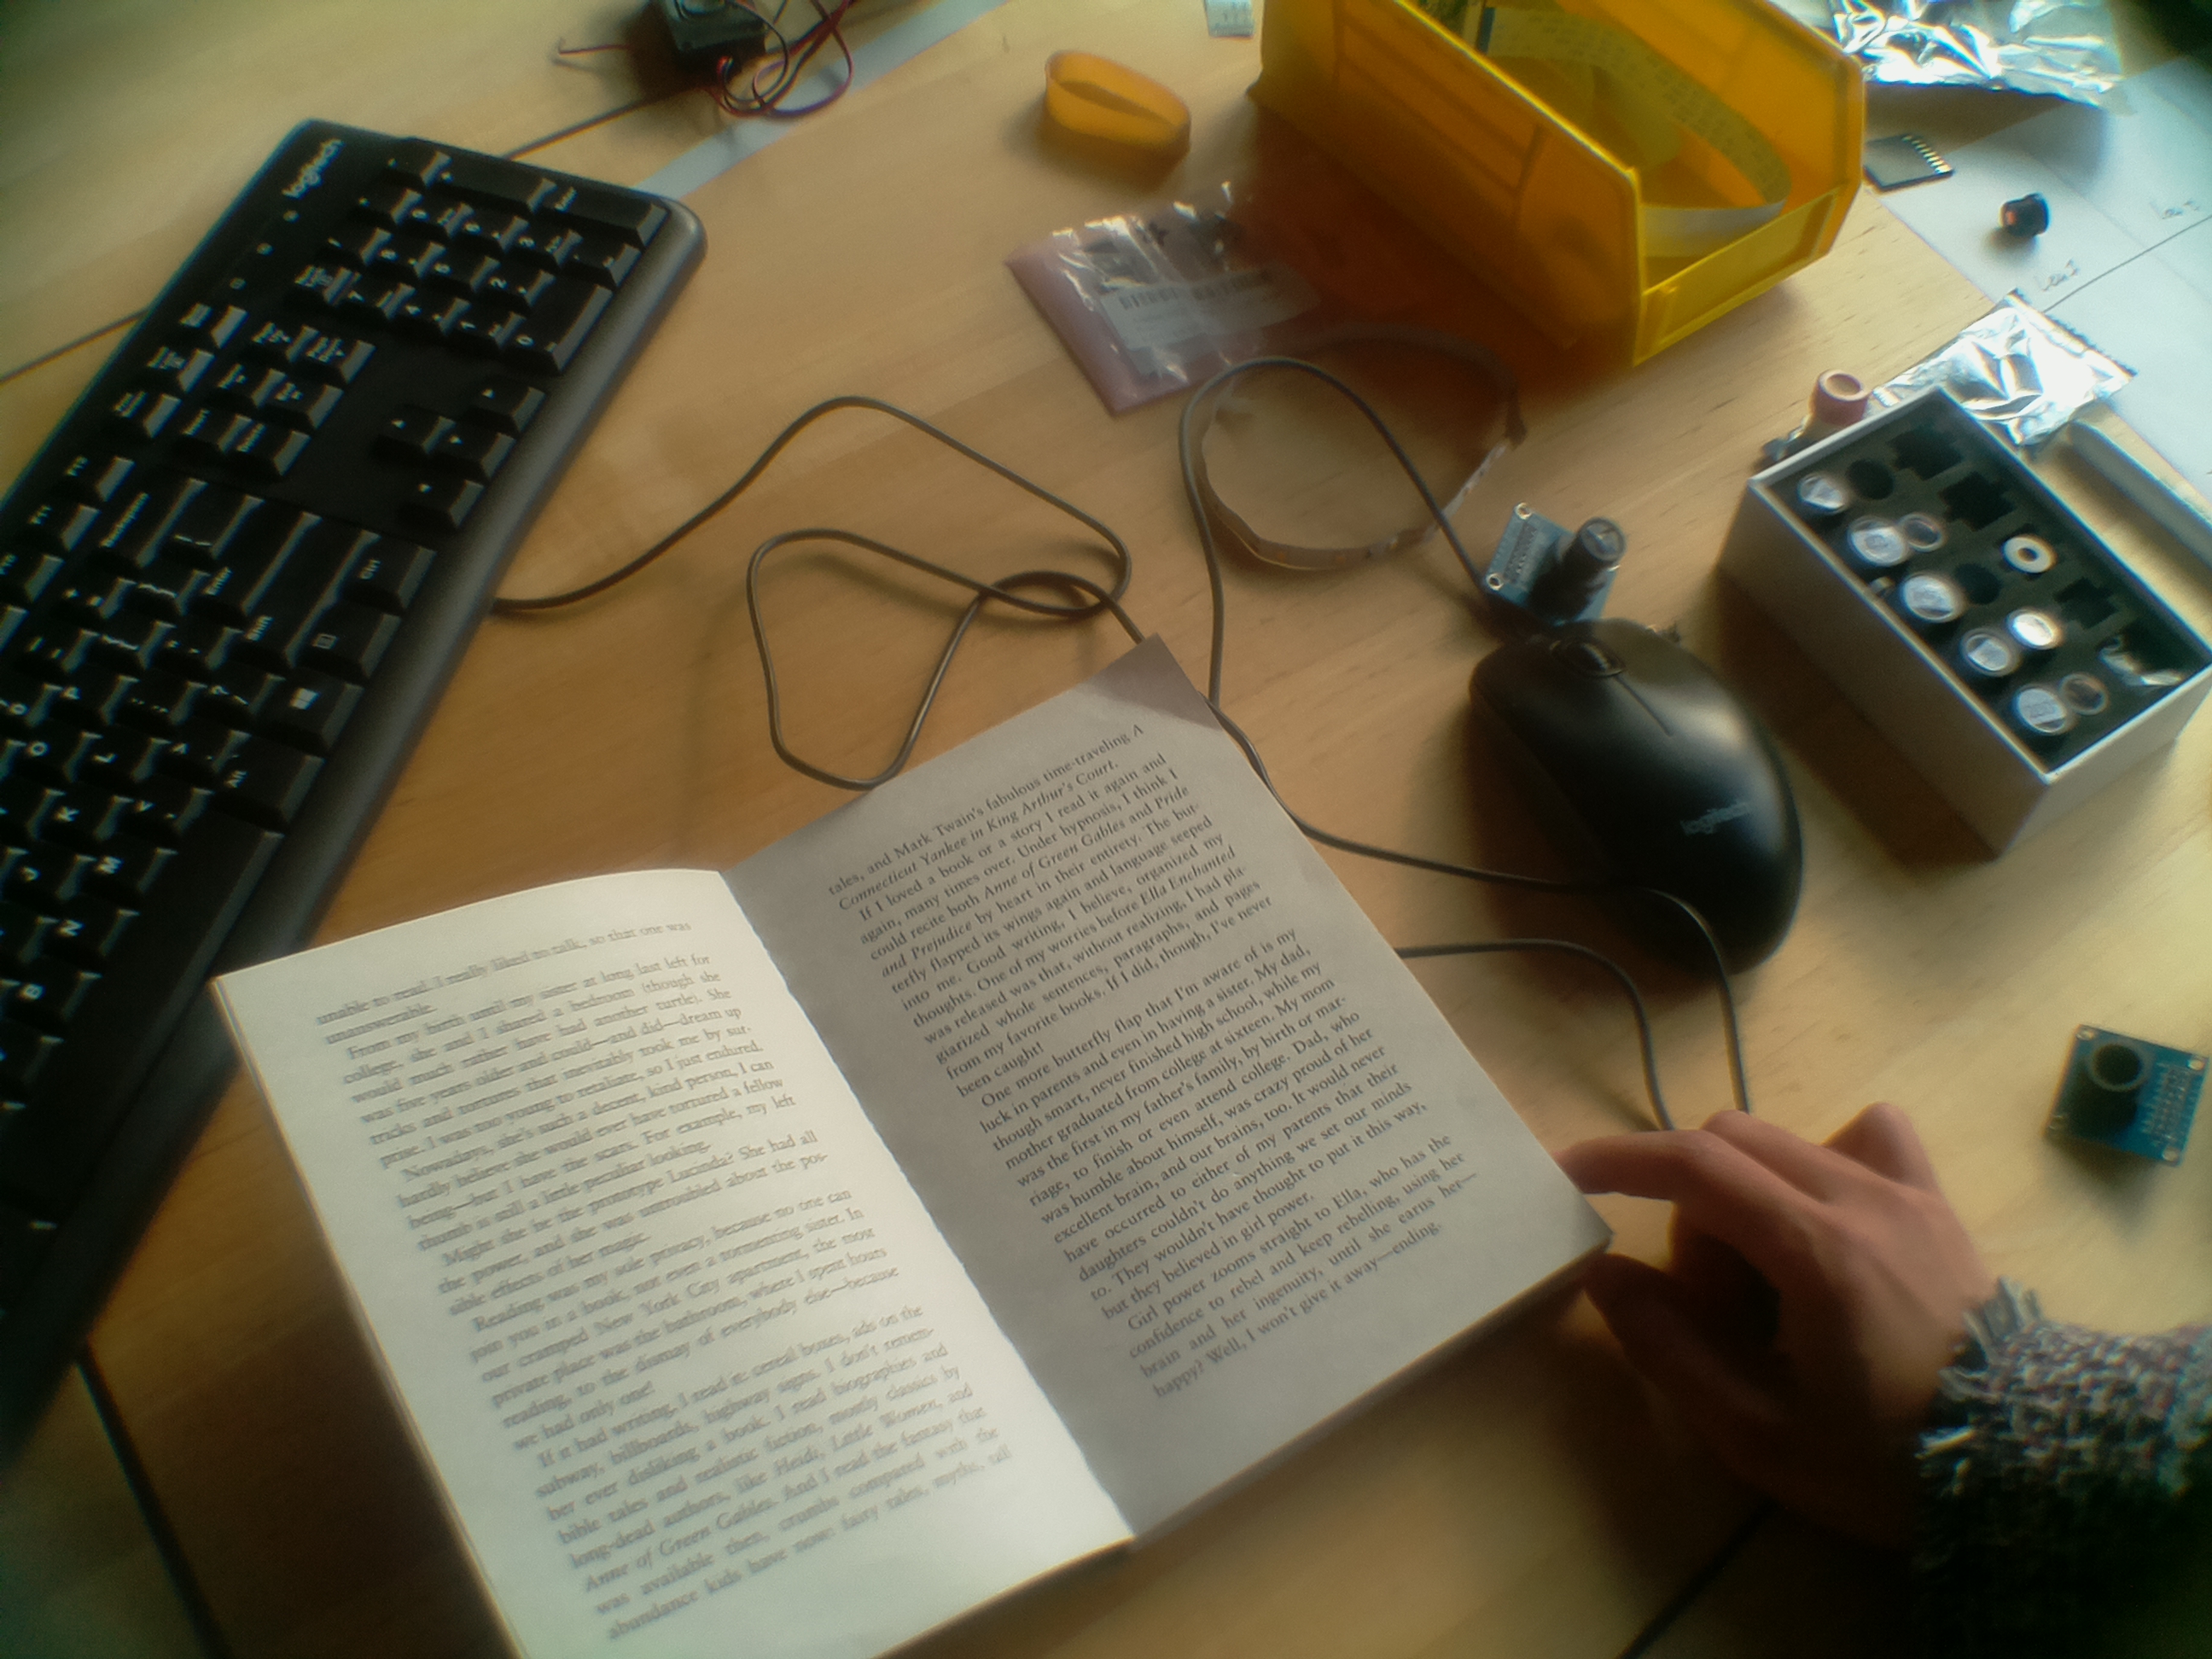 unable to read. I really liked to talk, so that one was
unanswerable.
From my birth until my sister at long last left for
college, she and I shared a bedroom (though she
would much rather have had another turtle). She
was five years older and could—and did—dream up
tricks and tortures that inevitably took me by sur-
prise. I was too young to retaliate, so I just endured.
Nowadays, she's such a decent, kind person, I can
hardly believe she would ever have tortured a fellow
being—but I have the scars. For example, my left
thumb is still a little peculiar looking.
Might she be the prototype Lucinda? She had all
the power, and she was untroubled about the pos-
sible effects of her magic.
Reading was my sole privacy, because no one can
join you in a book, not even a tormenting sister. In
our cramped New York City apartment, the most
private place was the bathroom, where I spent hours
reading, to the dismay of everybody else—because
we had only one!
If it had writing, I read it: cereal boxes, ads on the
subway, billboards, highway signs. I don't remem-
ber ever disliking a book. I read biographies and
bible tales and realistic fiction, mostly classics by
long-dead authors, like Heidi, Little Women, and
Anne of Green Gables. And I read the fantasy that
was available then, crumbs compared with the
abundance kids have now: fairy tales, myths, tall
tales, and Mark Twain's fabulous time-traveling A
Connecticut Yankee in King Arthur's Court.
If I loved a book or a story I read it again and
again, many times over. Under hypnosis, I think I
could recite both Anne of Green Gables and Pride
and Prejudice by heart in their entirety. The but-
terfly flapped its wings again and language seeped
into me. Good writing, I believe, organized my
thoughts. One of my worries before Ella Enchanted
was released was that, without realizing, I had pla-
giarized whole sentences, paragraphs, and pages
from my favorite books. If I did, though, I've never
been caught!
One more butterfly flap that I'm aware of is my
luck in parents and even in having a sister. My dad,
though smart, never finished high school, while my
mother graduated from college at sixteen. My mom
was the first in my father's family, by birth or mar-
riage, to finish or even attend college. Dad, who
was humble about himself, was crazy proud of her
excellent brain, and our brains, too. It would never
have occurred to either of my parents that their
daughters couldn't do anything we set our minds
to. They wouldn't have thought to put it this way,
but they believed in girl power.
Girl power zooms straight to Ella, who has the
confidence to rebel and keep rebelling, using her
brain and her ingenuity, until she earns her—
happy? Well, I won't give it away—ending.
logitech
logitech
Backspace
Enter
Shift
Ctrl
Alt